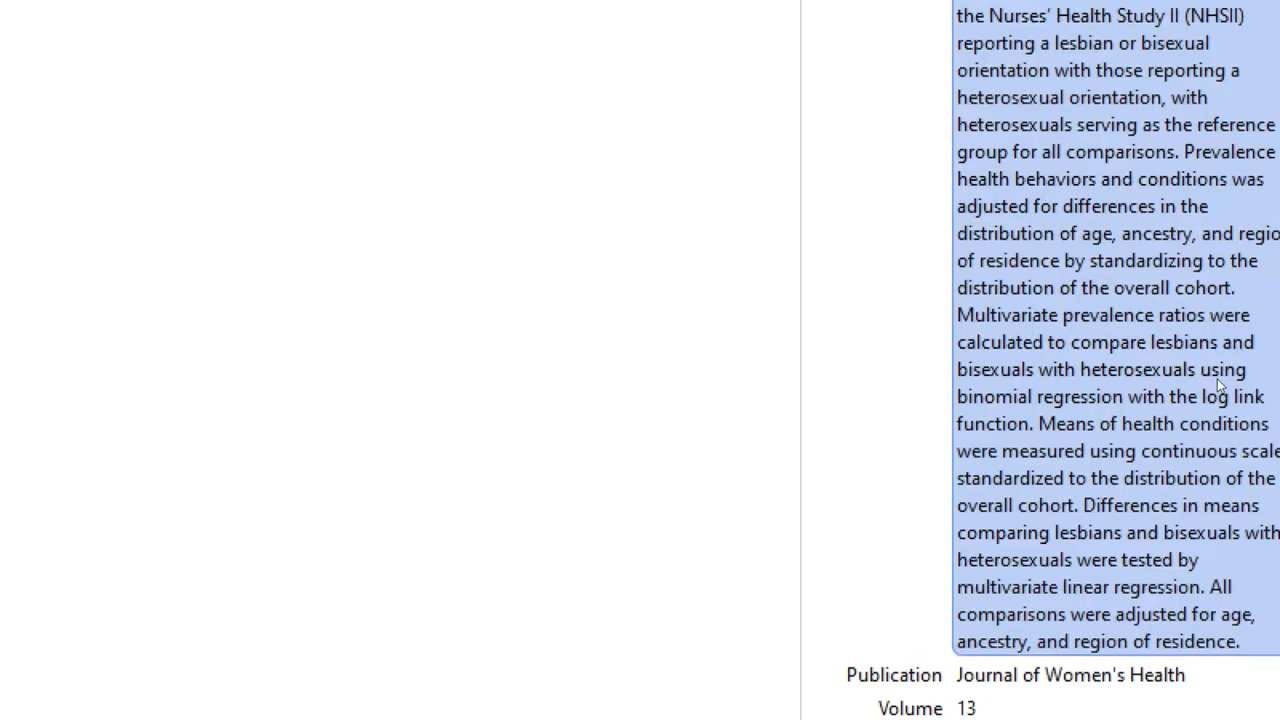 the Nurses’ Health Study II (NHSII)
reporting a lesbian or bisexual
orientation with those reporting a
heterosexual orientation, with
heterosexuals serving as the reference
group for all comparisons. Prevalence
health behaviors and conditions was
adjusted for differences in the
distribution of age, ancestry, and regio
of residence by standardizing to the
distribution of the overall cohort.
Multivariate prevalence ratios were
calculated to compare lesbians and
bisexuals with heterosexuals using
binomial regression with the log link
function. Means of health conditions
were measured using continuous scale
standardized to the distribution of the
overall cohort. Differences in means
comparing lesbians and bisexuals with
heterosexuals were tested by
multivariate linear regression. All
comparisons were adjusted for age,
ancestry, and region of residence.
Publication Journal of Women's Health
Volume 13